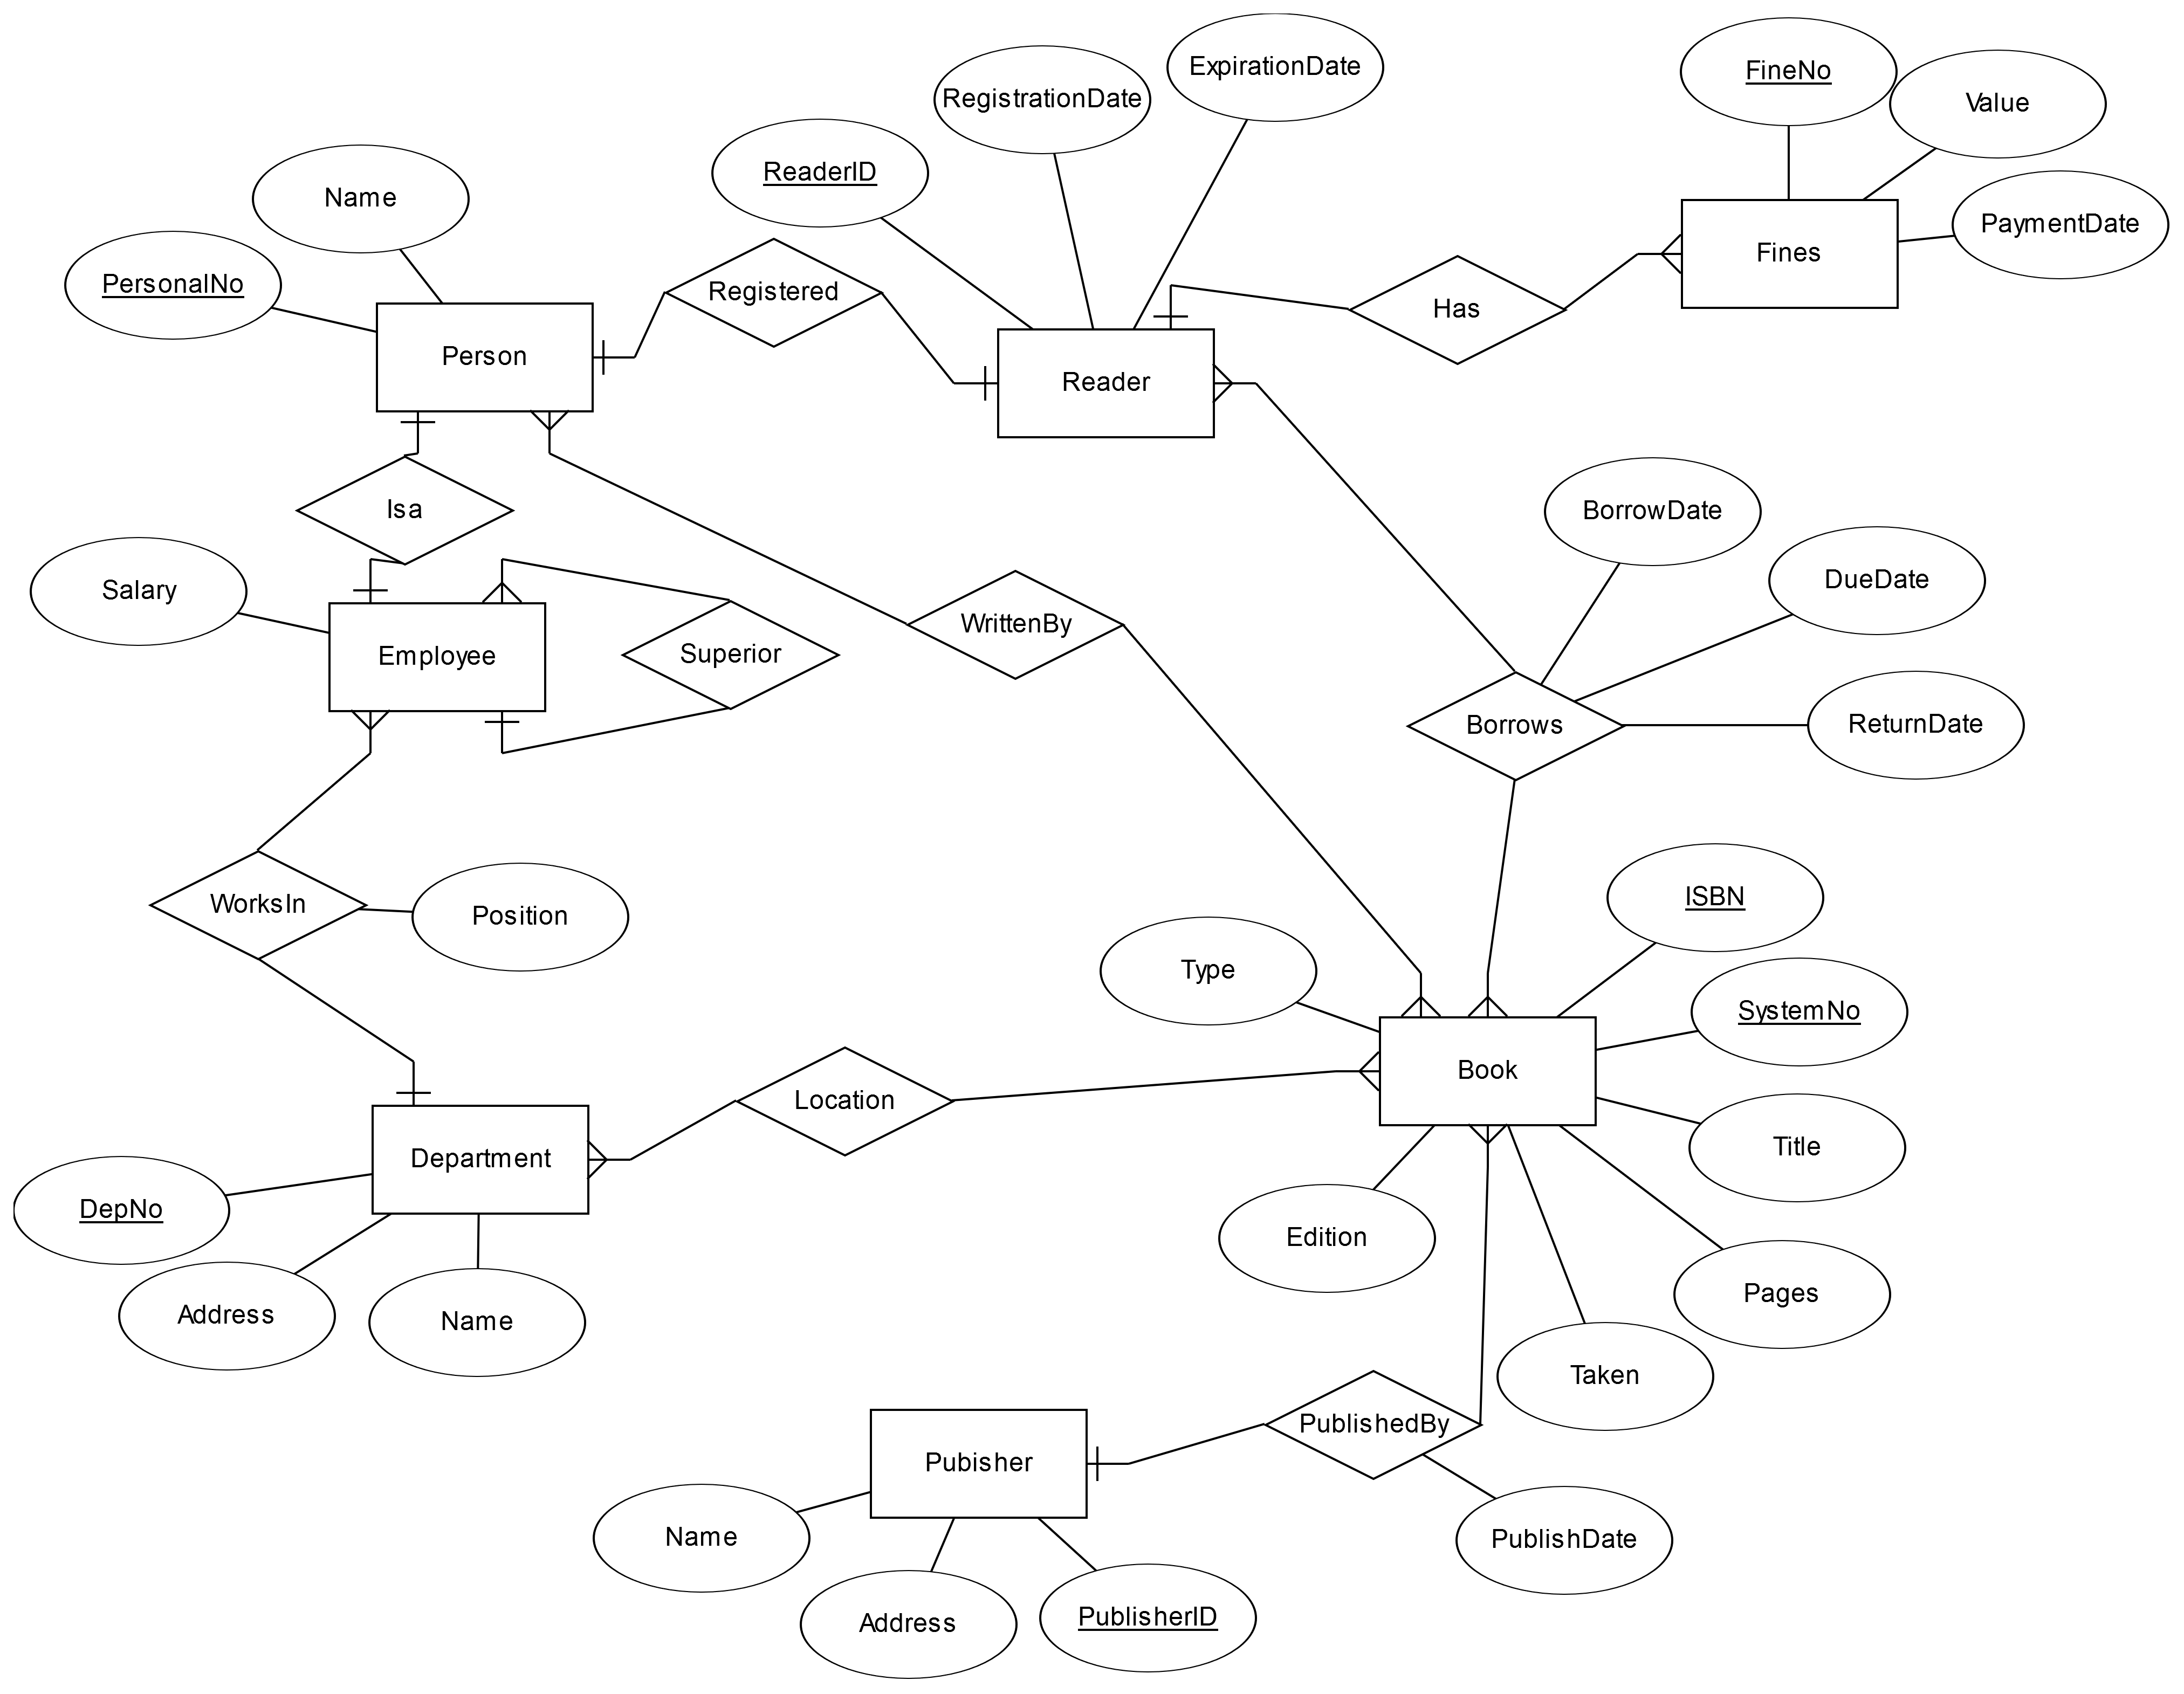 ExpirationDate
FineNo
RegistrationDate
Value
ReaderID
Name
PaymentDate
PersonalNo
Registered
Fines
Has
Person
Reader
Isa
BorrowDate
DueDate
Salary
WrittenBy
Employee
Superior
Borrows
ReturnDate
ISBN
WorksIn
Position
Type
SystemNo
Book
Location
Title
Department
DepNo
Edition
Pages
Address
Name
Taken
PublishedBy
Pubisher
Name
PublishDate
Address
PublisherID